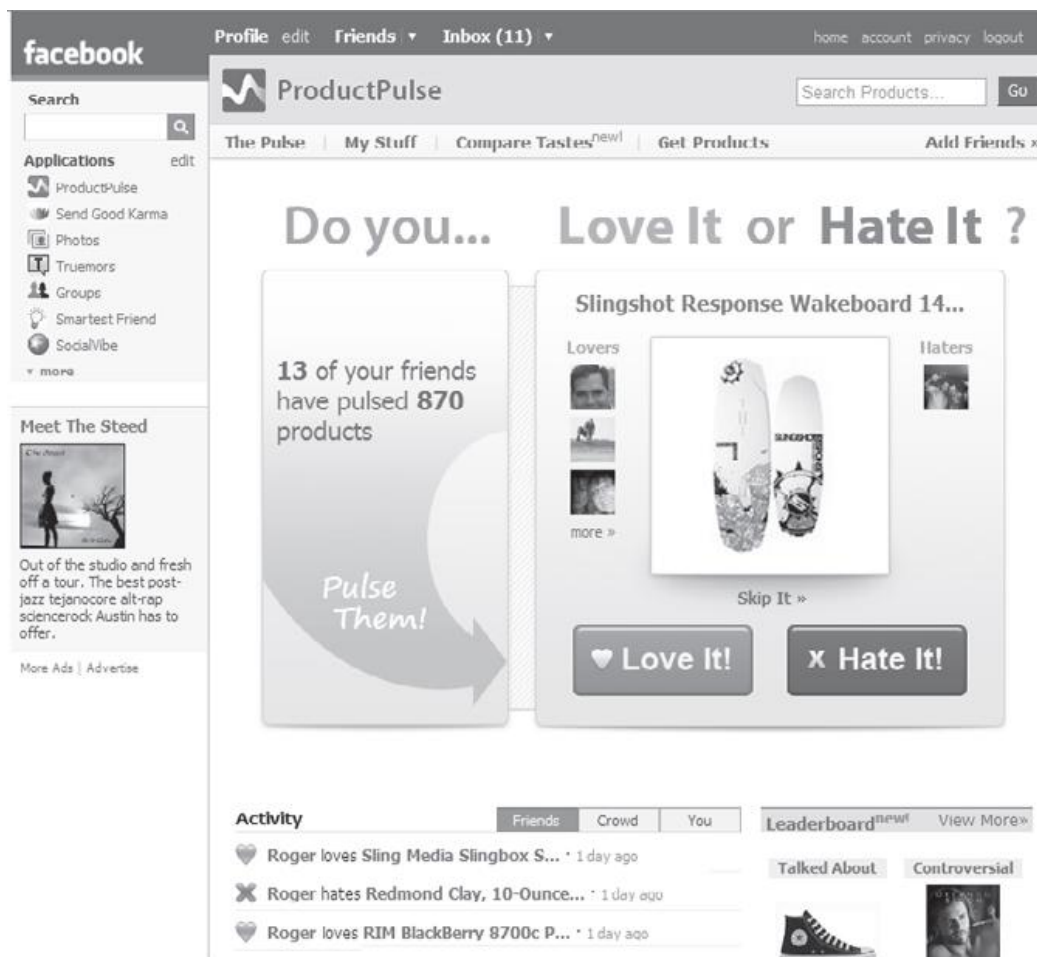 facebook
Profile edit Friends Inbox (11)
home account privacy logout
Search
Applications edit
ProductPulse
Send Good Karma
Photos
Truemors
Groups
Smartest Friend
SocialVibe
more
Meet The Steed
Out of the studio and fresh
off a tour. The best post-
jazz tejanocore alt-rap
sciencerock Austin has to
offer.
More Ads | Advertise
ProductPulse
Search Products... Go
The Pulse | My Stuff | Compare Tastes new! | Get Products
Add Friends »
Do you... Love It or Hate It ?
13 of your friends
have pulsed 870
products
Pulse
Them!
Slingshot Response Wakeboard 14...
Lovers
Haters
SLINGSHOT
more »
Skip It »
Love It!
x Hate It!
Activity
Friends Crowd You
Roger loves Sling Media Slingbox S... · 1 day ago
Roger hates Redmond Clay, 10-Ounce... · 1 day ago
Roger loves RIM BlackBerry 8700c P... · 1 day ago
Leaderboard new! View More»
Talked About
Controversial